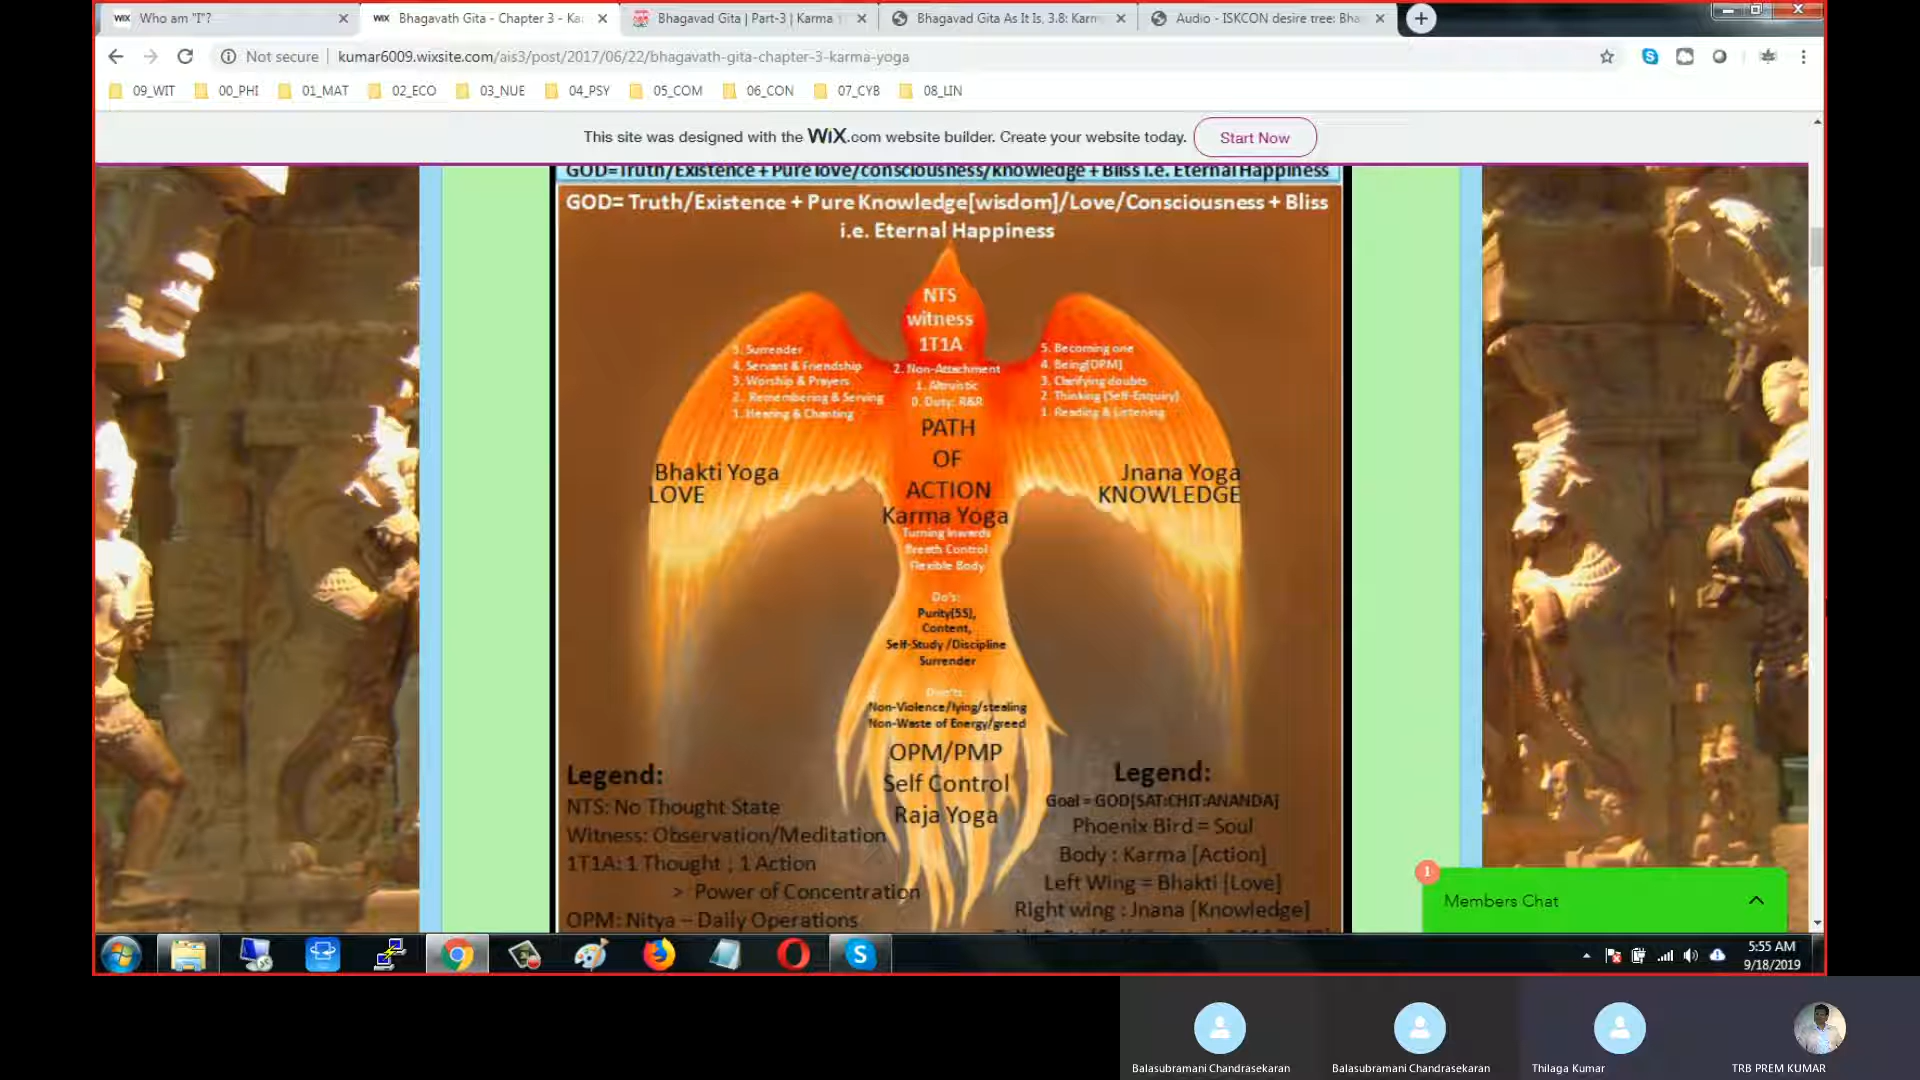 Who am "I"?
Bhagavath Gita - Chapter 3 - Ka
Bhagavad Gita | Part-3 | Karma
Bhagavad Gita As It Is, 3.8: Karm
Audio - ISKCON desire tree: Bha
Not secure | kumar6009.wixsite.com/ais3/post/2017/06/22/bhagavath-gita-chapter-3-karma-yoga
09_WIT 00_PHI 01_MAT 02_ECO 03_NUE 04_PSY 05_COM 06_CON 07_CYB 08_LIN
This site was designed with the WiX.com website builder. Create your website today. Start Now
GOD=Truth/Existence + Pure love/consciousness/knowledge + Bliss i.e. Eternal Happiness
GOD= Truth/Existence + Pure Knowledge[wisdom]/Love/Consciousness + Bliss
i.e. Eternal Happiness
NTS
witness
1T1A
5. Surrender
4. Servant & Friendship
3. Worship & Prayers
2. Remembering & Serving
1. Hearing & Chanting
2. Non-Attachment
1. Altruistic
0. Duty: R&R
5. Becoming one
4. Being[OPM]
3. Clarifying doubts
2. Thinking (Self-Enquiry)
1. Reading & Listening
PATH
OF
ACTION
Karma Yoga
Bhakti Yoga
LOVE
Jnana Yoga
KNOWLEDGE
Turning Inwards
Breath Control
Flexible Body
Do's:
Purity(5S),
Content,
Self-Study /Discipline
Surrender
Don'ts:
Non-Violence/lying/stealing
Non-Waste of Energy/greed
OPM/PMP
Self Control
Raja Yoga
Legend:
NTS: No Thought State
Witness: Observation/Meditation
1T1A: 1 Thought ; 1 Action
> Power of Concentration
OPM: Nitya – Daily Operations
Legend:
Goal = GOD[SAT:CHIT:ANANDA]
Phoenix Bird = Soul
Body : Karma [Action]
Left Wing = Bhakti [Love]
Right wing : Jnana [Knowledge]
1
Members Chat
5:55 AM
9/18/2019
Balasubramani Chandrasekaran
Balasubramani Chandrasekaran
Thilaga Kumar
TRB PREM KUMAR